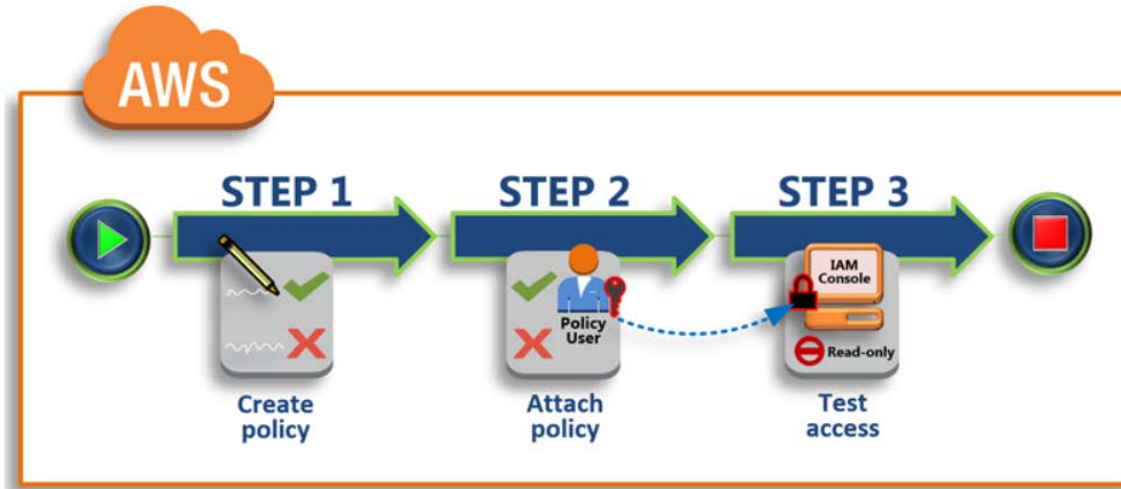 AWS
STEP 1
STEP 2
STEP 3
IAM
Console
Policy
User
Read-only
Create
policy
Attach
policy
Test
access